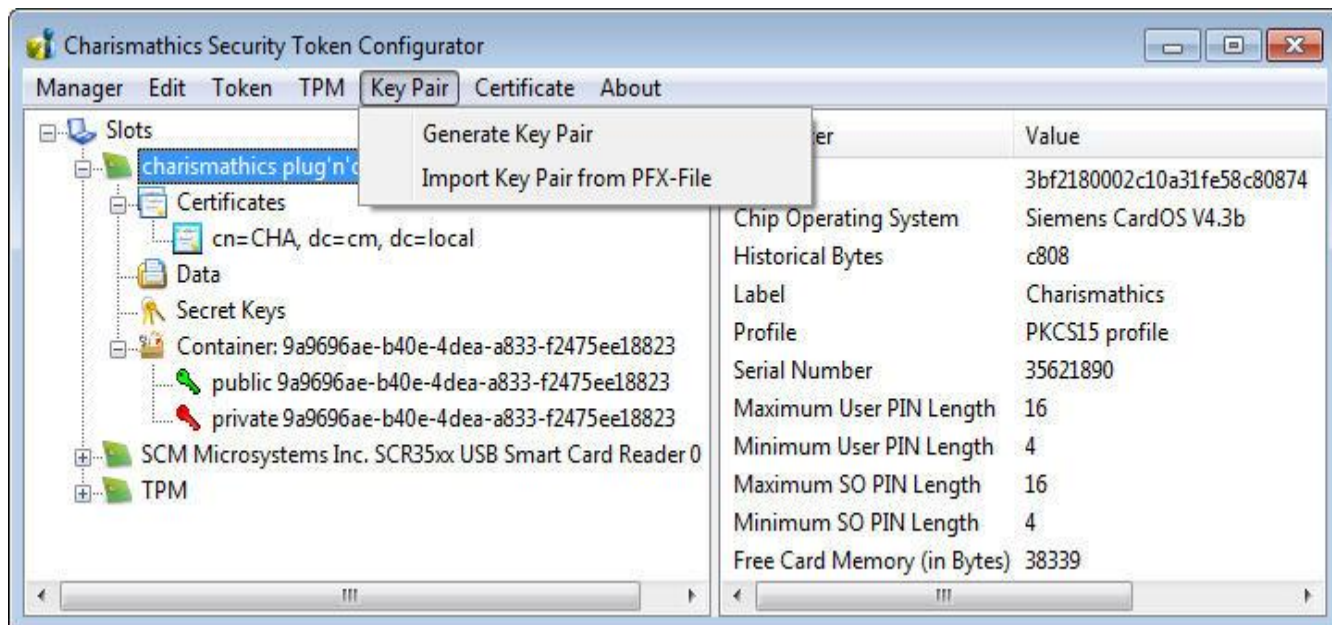 Charismathics Security Token Configurator
Manager Edit Token TPM Key Pair Certificate About
Generate Key Pair
Import Key Pair from PFX-File
Slots
charismathics
Certificates
cn=CHA, dc=cm, dc=local
Data
Secret Keys
Container: 9a9696ae-b40e-4dea-a833-f2475ee18823
public 9a9696ae-b40e-4dea-a833-f2475ee18823
private 9a9696ae-b40e-4dea-a833-f2475ee18823
SCM Microsystems Inc. SCR35xx USB Smart Card Reader 0
TPM
Value
3bf2180002c10a31fe58c80874
Chip Operating System Siemens CardOS V4.3b
Historical Bytes c808
Label Charismathics
Profile PKCS15 profile
Serial Number 35621890
Maximum User PIN Length 16
Minimum User PIN Length 4
Maximum SO PIN Length 16
Minimum SO PIN Length 4
Free Card Memory (in Bytes) 38339